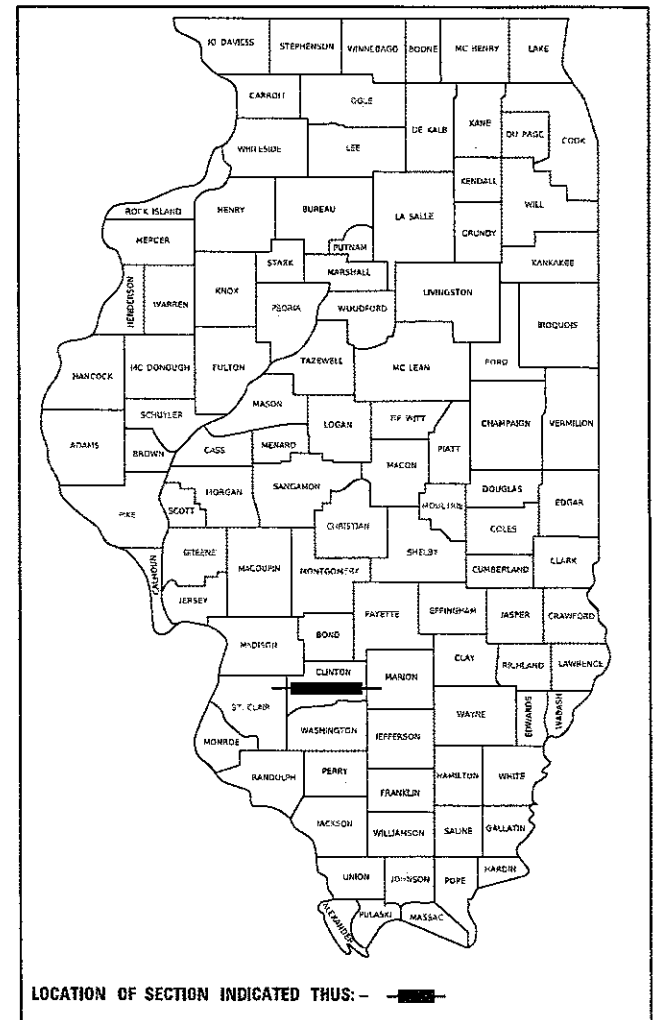 JO DAVIESS STEPHENSON WINNEBAGO BOONE MC HENRY LAKE
CARROLL OGLE DE KALB KANE DU PAGE COOK
WHITESIDE LEE
KENDALL
ROCK ISLAND HENRY BUREAU LA SALLE GRUNDY WILL
MERCER PUTNAM
STARK MARSHALL KANKAKEE
HENDERSON WARREN KNOX PEORIA WOODFORD LIVINGSTON IROQUOIS
HANCOCK MC DONOUGH FULTON TAZEWELL MC LEAN FORD
MASON
SCHUYLER LOGAN DE WITT CHAMPAIGN VERMILION
ADAMS BROWN CASS MENARD MACON PIATT
PIKE SCOTT MORGAN SANGAMON CHRISTIAN MOULTRIE DOUGLAS EDGAR
COLES
CALHOUN GREENE MACOUPIN MONTGOMERY SHELBY CUMBERLAND CLARK
JERSEY
FAYETTE EFFINGHAM JASPER CRAWFORD
MADISON BOND
CLINTON MARION CLAY RICHLAND LAWRENCE
ST. CLAIR WAYNE EDWARDS WABASH
MONROE WASHINGTON JEFFERSON
RANDOLPH PERRY HAMILTON WHITE
FRANKLIN
JACKSON WILLIAMSON SALINE GALLATIN
UNION JOHNSON POPE HARDIN
ALEXANDER PULASKI MASSAC
LOCATION OF SECTION INDICATED THUS: -